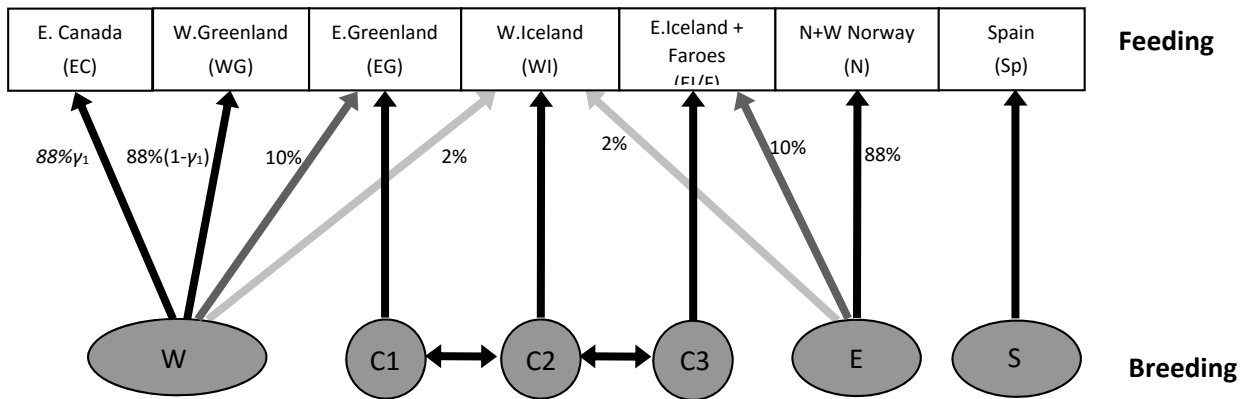 E. Canada
(EC)
W.Greenland
(WG)
E.Greenland
(EG)
W.Iceland
(WI)
E.Iceland +
Faroes
(EI/F)
N+W Norway
(N)
Spain
(Sp)
Feeding
88%γ1
88%(1-γ1)
10%
2%
2%
10%
88%
W
C1
C2
C3
E
S
Breeding